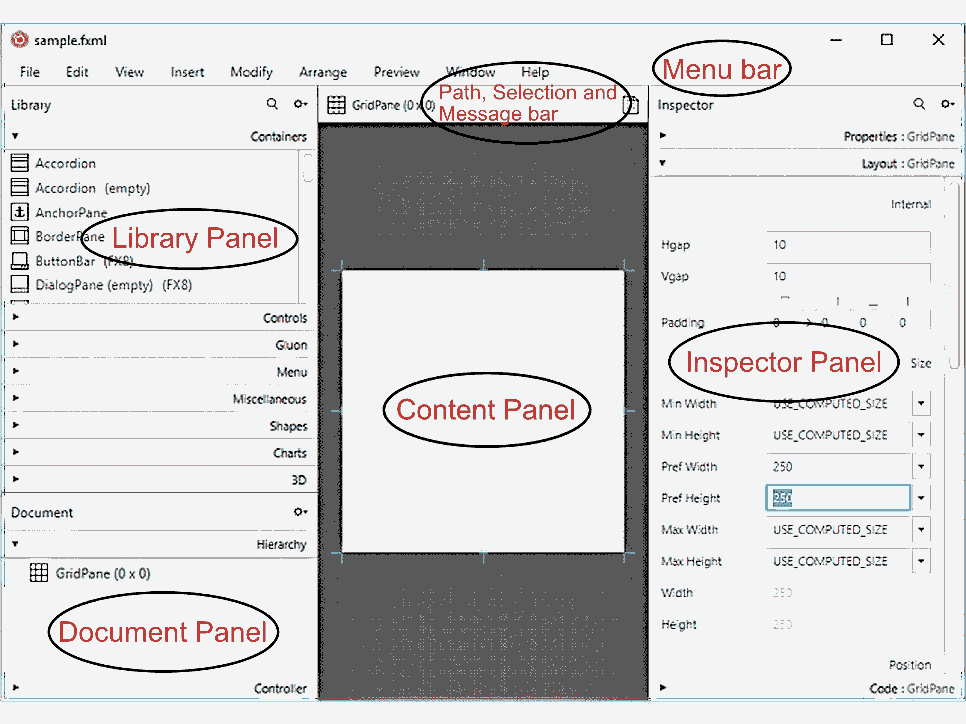 sample.fxml
File Edit View Insert Modify Arrange Preview Window Help
Menu bar
Library
GridPane (0 x 0)
Path, Selection and
Message bar
Inspector
Containers
Accordion
Accordion (empty)
AnchorPane
BorderPane
ButtonBar (FX8)
DialogPane (empty) (FX8)
Library Panel
Controls
Gluon
Menu
Miscellaneous
Shapes
Charts
3D
Document
Hierarchy
GridPane (0 x 0)
Document Panel
Controller
Content Panel
Properties : GridPane
Layout : GridPane
Internal
Hgap 10
Vgap 10
Padding 0 0 0 0
Inspector Panel
Size
Min Width USE_COMPUTED_SIZE
Min Height USE_COMPUTED_SIZE
Pref Width 250
Pref Height 250
Max Width USE_COMPUTED_SIZE
Max Height USE_COMPUTED_SIZE
Width 250
Height 250
Position
Code : GridPane